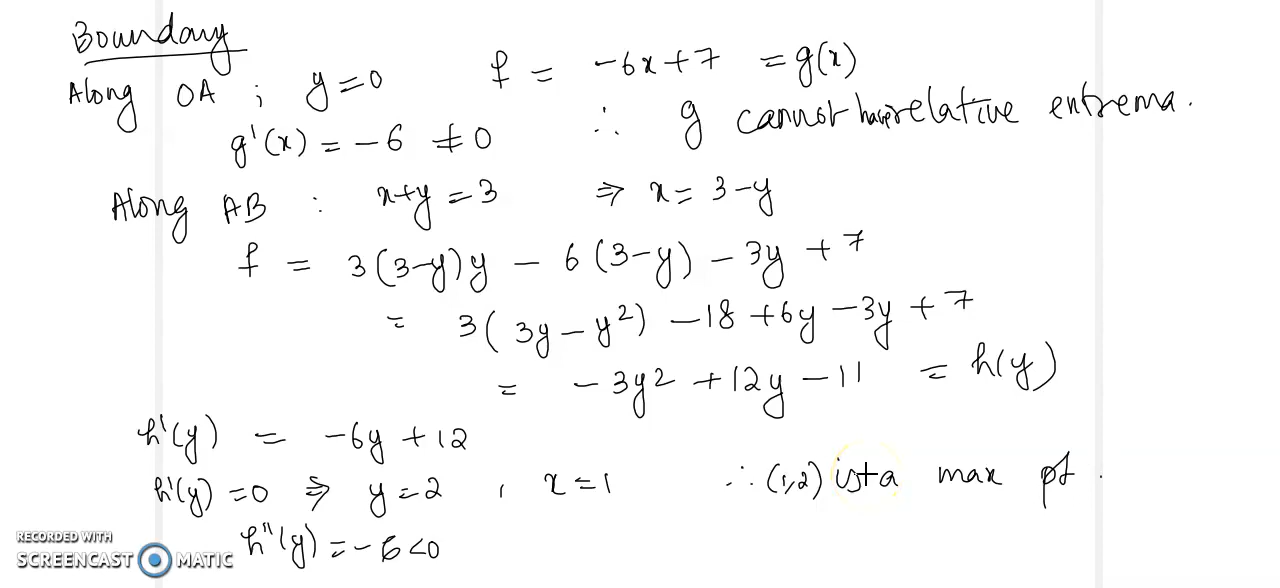 Boundary
Along OA ; y=0 f = -6x+7 = g(x)
g'(x) = -6 ≠ 0 ∴ g cannot have relative entrema.
Along AB : x+y=3 ⇒ x= 3-y
f = 3(3-y)y - 6(3-y) - 3y + 7
= 3(3y-y²) -18 +6y -3y +7
= -3y² +12y -11 = h(y)
h'(y) = -6y +12
h'(y) =0 ⇒ y=2 , x=1 ∴ (1,2) is a max pt.
h''(y) = -6 <0
RECORDED WITH
SCREENCAST MATIC